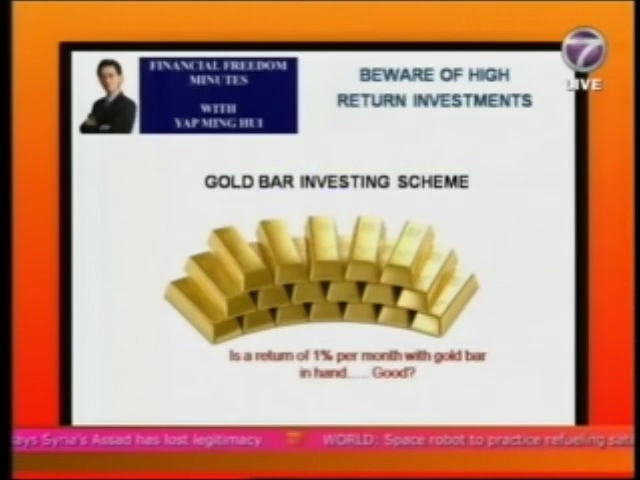 FINANCIAL FREEDOM
MINUTES
WITH
YAP MING HUI
BEWARE OF HIGH
RETURN INVESTMENTS
7
LIVE
GOLD BAR INVESTING SCHEME
Is a return of 1% per month with gold bar
in hand..... Good?
ays Syria's Assad has lost legitimacy
WORLD: Space robot to practice refueling sat